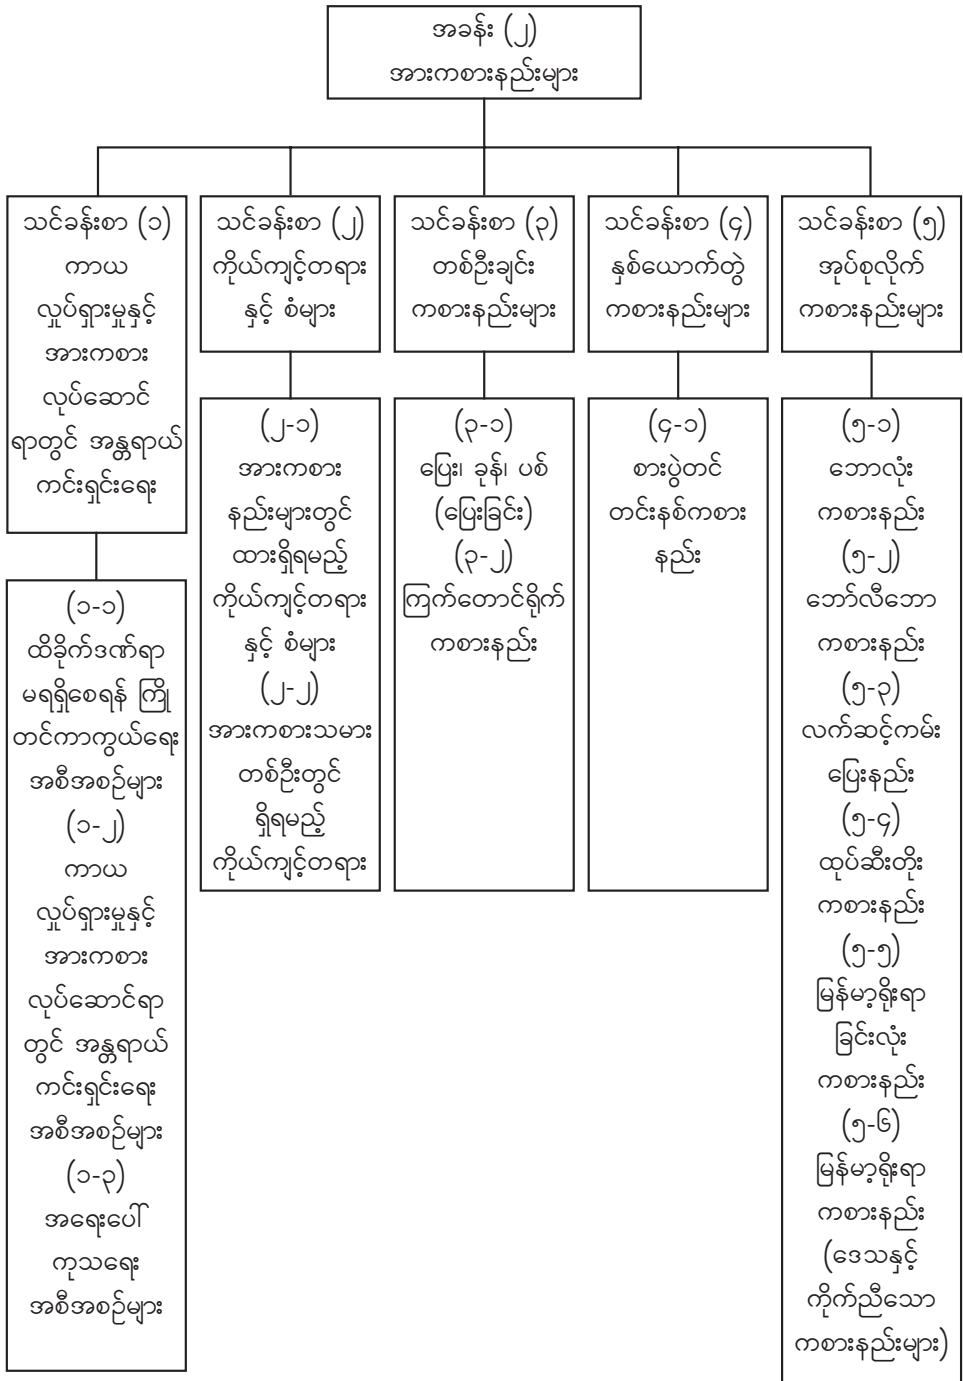 အခန်း (၂)
အားကစားနည်းများ
သင်ခန်းစာ (၁)
ကာယ
လှုပ်ရှားမှုနှင့်
အားကစား
လုပ်ဆောင်
ရာတွင် အန္တရာယ်
ကင်းရှင်းရေး
(၁-၁)
ထိခိုက်ဒဏ်ရာ
မရရှိစေရန် ကြို
တင်ကာကွယ်ရေး
အစီအစဉ်များ
(၁-၂)
ကာယ
လှုပ်ရှားမှုနှင့်
အားကစား
လုပ်ဆောင်ရာ
တွင် အန္တရာယ်
ကင်းရှင်းရေး
အစီအစဉ်များ
(၁-၃)
အရေးပေါ်
ကုသရေး
အစီအစဉ်များ
သင်ခန်းစာ (၂)
ကိုယ်ကျင့်တရား
နှင့် စံများ
(၂-၁)
အားကစား
နည်းများတွင်
ထားရှိရမည့်
ကိုယ်ကျင့်တရား
နှင့် စံများ
(၂-၂)
အားကစားသမား
တစ်ဦးတွင်
ရှိရမည့်
ကိုယ်ကျင့်တရား
သင်ခန်းစာ (၃)
တစ်ဦးချင်း
ကစားနည်းများ
(၃-၁)
ပြေး၊ ခုန်၊ ပစ်
(ပြေးခြင်း)
(၃-၂)
ကြက်တောင်ရိုက်
ကစားနည်း
သင်ခန်းစာ (၄)
နှစ်ယောက်တွဲ
ကစားနည်းများ
(၄-၁)
စားပွဲတင်
တင်းနစ်ကစား
နည်း
သင်ခန်းစာ (၅)
အုပ်စုလိုက်
ကစားနည်းများ
(၅-၁)
ဘောလုံး
ကစားနည်း
(၅-၂)
ဘော်လီဘော
ကစားနည်း
(၅-၃)
လက်ဆင့်ကမ်း
ပြေးနည်း
(၅-၄)
ထုပ်ဆီးတိုး
ကစားနည်း
(၅-၅)
မြန်မာ့ရိုးရာ
ခြင်းလုံး
ကစားနည်း
(၅-၆)
မြန်မာ့ရိုးရာ
ကစားနည်း
(ဒေသနှင့်
ကိုက်ညီသော
ကစားနည်းများ)